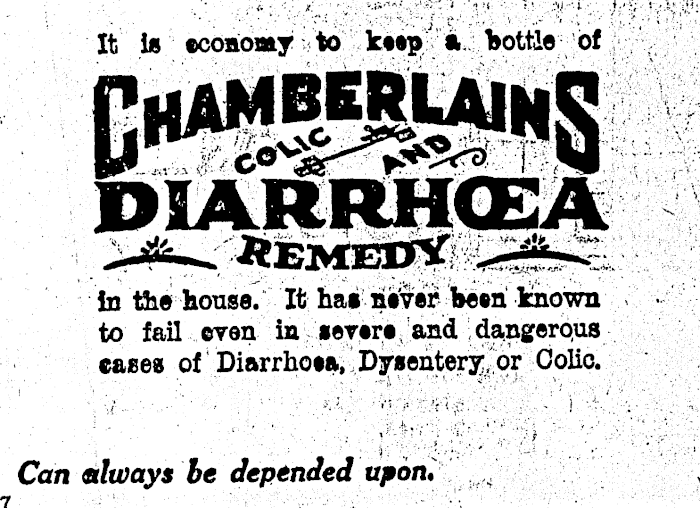 It is economy to keep a bottle of
CHAMBERLAINS
COLIC AND
DIARRHŒA
REMEDY
in the house. It has never been known
to fail even in severe and dangerous
cases of Diarrhoea, Dysentery or Colic.
Can always be depended upon.
7